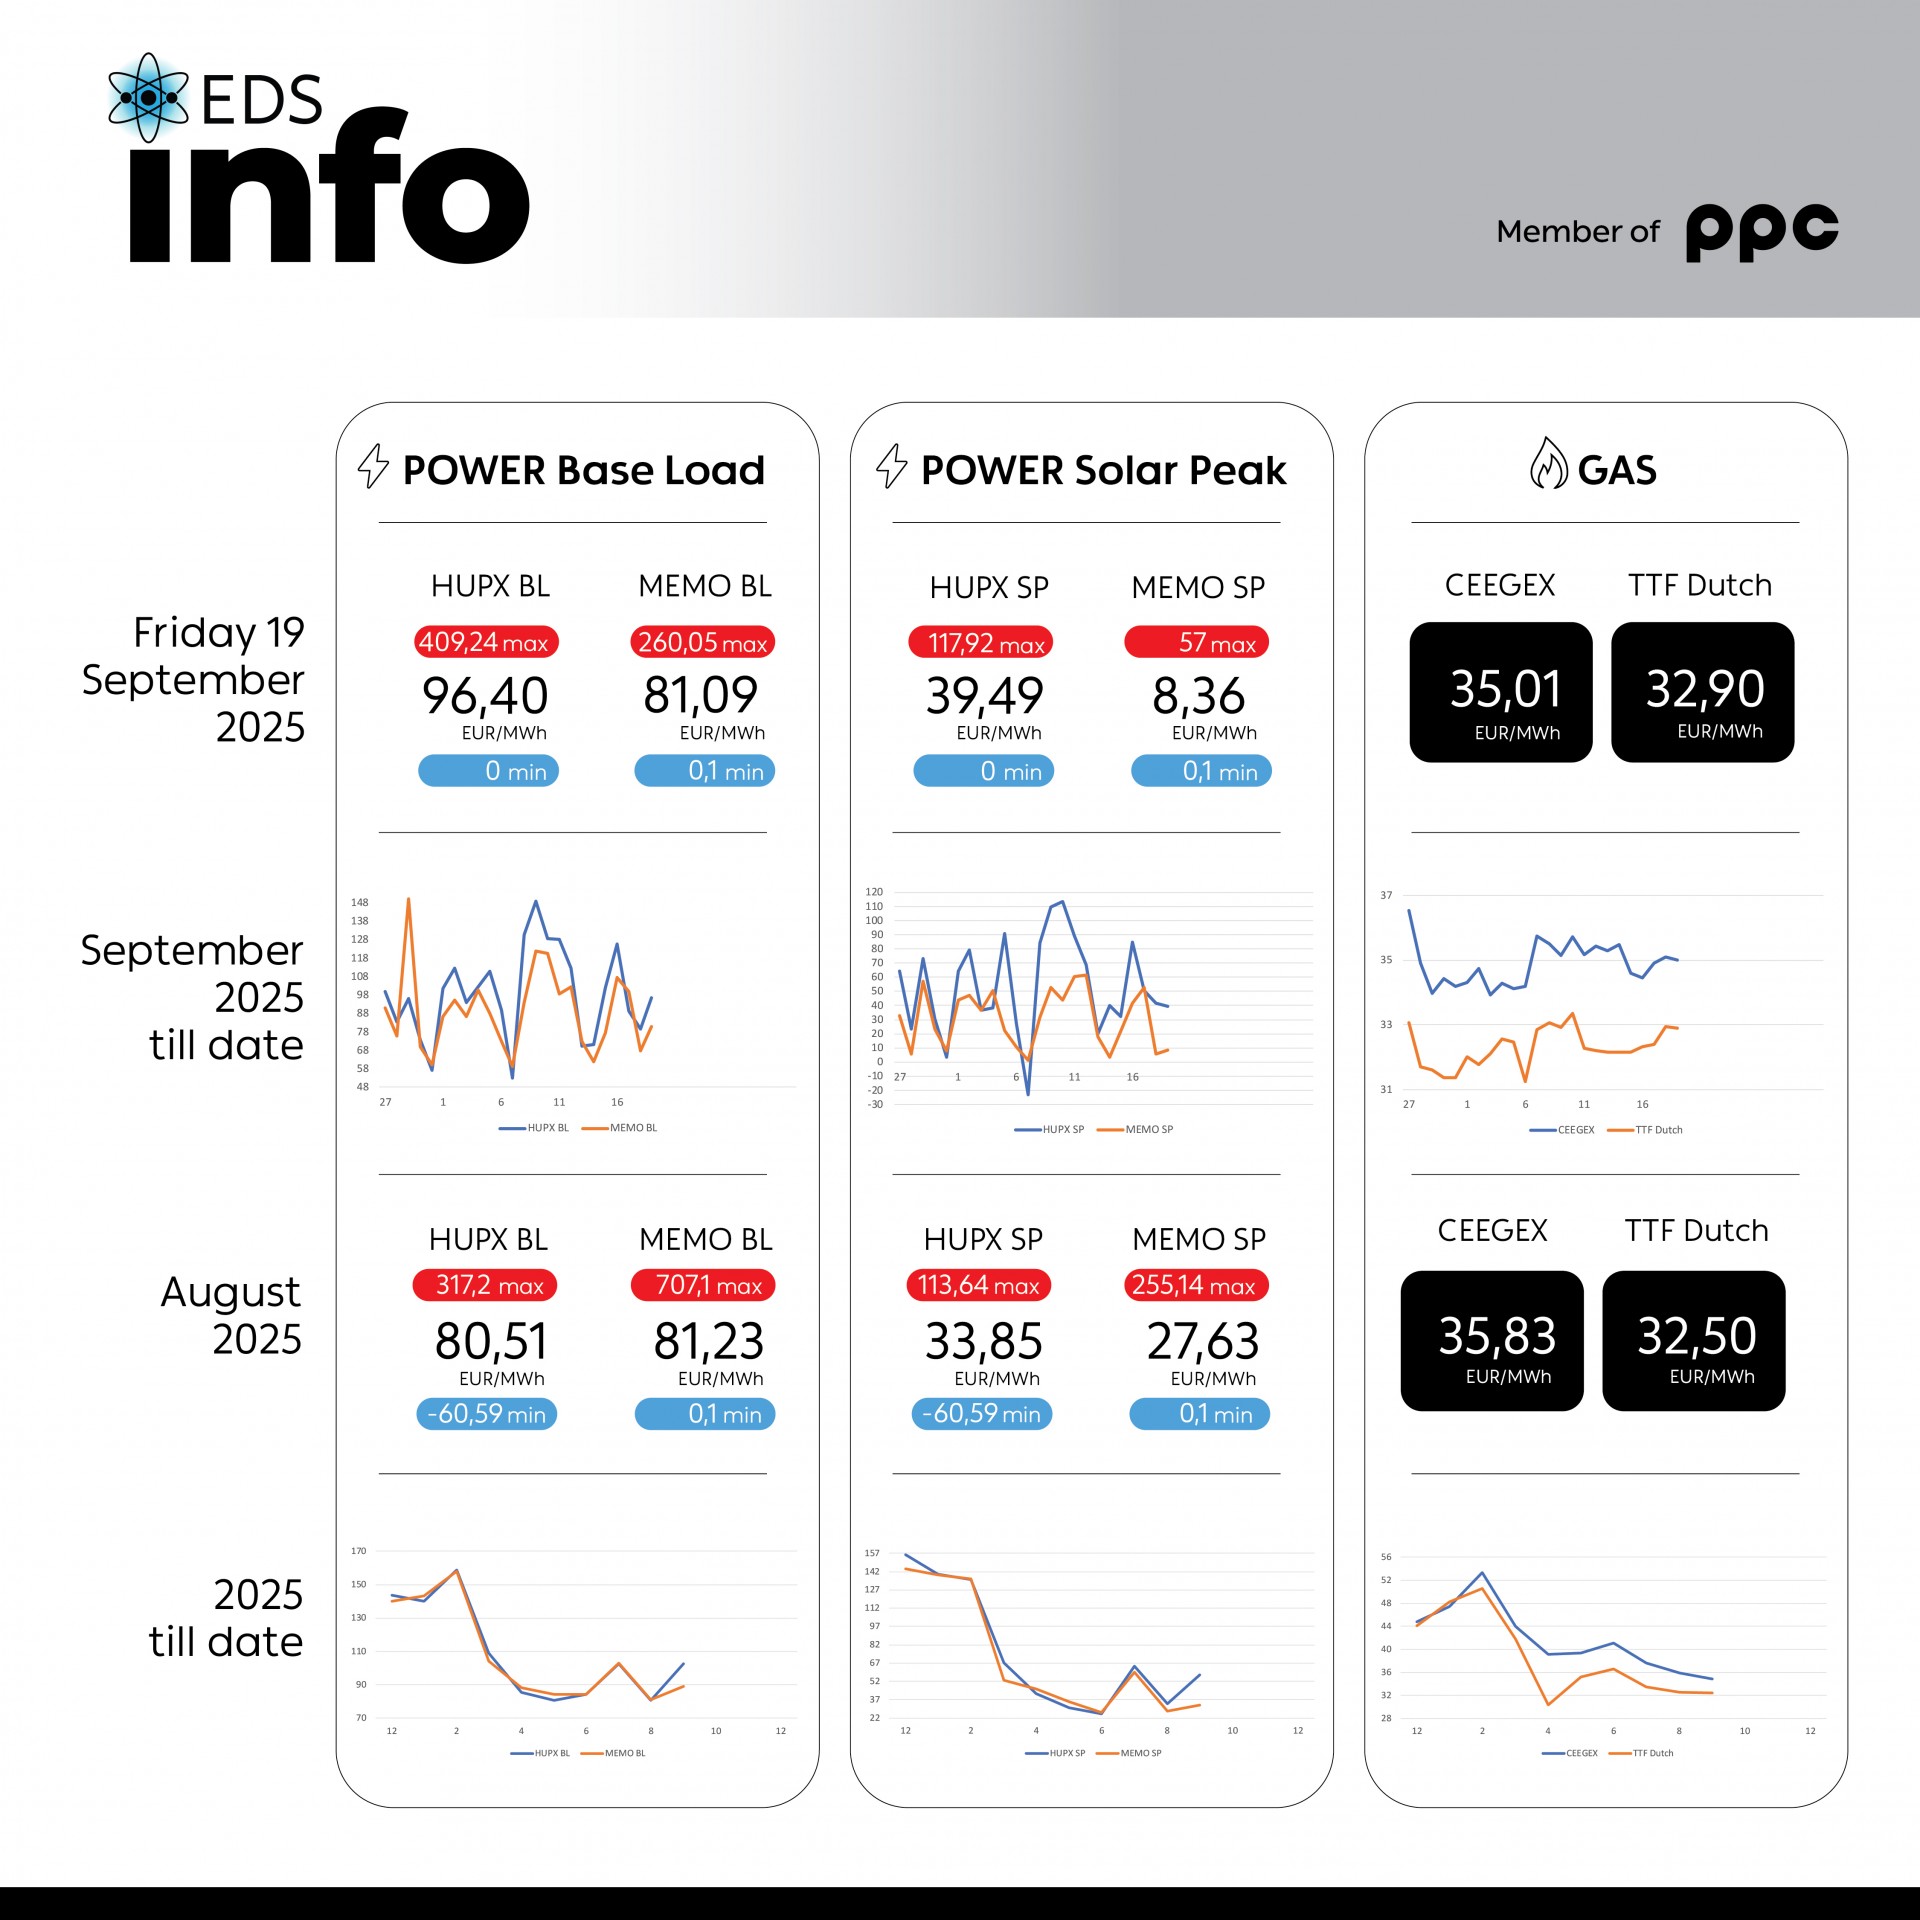 EDS
info
Member of ppc
POWER Base Load
POWER Solar Peak
GAS
Friday 19
September
2025
HUPX BL
MEMO BL
409,24 max
260,05 max
96,40
81,09
EUR/MWh
EUR/MWh
0 min
0,1 min
HUPX SP
MEMO SP
117,92 max
57 max
39,49
8,36
EUR/MWh
EUR/MWh
0 min
0,1 min
CEEGEX
TTF Dutch
35,01
32,90
EUR/MWh
EUR/MWh
September
2025
till date
148
138
128
118
108
98
88
78
68
58
48
27 1 6 11 16
HUPX BL MEMO BL
120
110
100
90
80
70
60
50
40
30
20
10
0
-10
-20
-30
27 1 6 11 16
HUPX SP MEMO SP
37
35
33
31
27 1 6 11 16
CEEGEX TTF Dutch
August
2025
HUPX BL
MEMO BL
317,2 max
707,1 max
80,51
81,23
EUR/MWh
EUR/MWh
-60,59 min
0,1 min
HUPX SP
MEMO SP
113,64 max
255,14 max
33,85
27,63
EUR/MWh
EUR/MWh
-60,59 min
0,1 min
CEEGEX
TTF Dutch
35,83
32,50
EUR/MWh
EUR/MWh
2025
till date
170
150
130
110
90
70
12 2 4 6 8 10 12
HUPX BL MEMO BL
157
142
127
112
97
82
67
52
37
22
12 2 4 6 8 10 12
HUPX SP MEMO SP
56
52
48
44
40
36
32
28
12 2 4 6 8 10 12
CEEGEX TTF Dutch